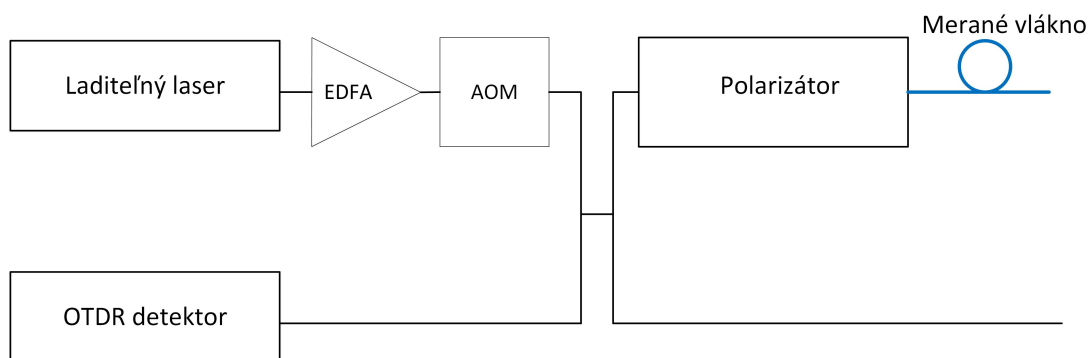 Merané vlákno
Laditeľný laser
EDFA
AOM
Polarizátor
OTDR detektor